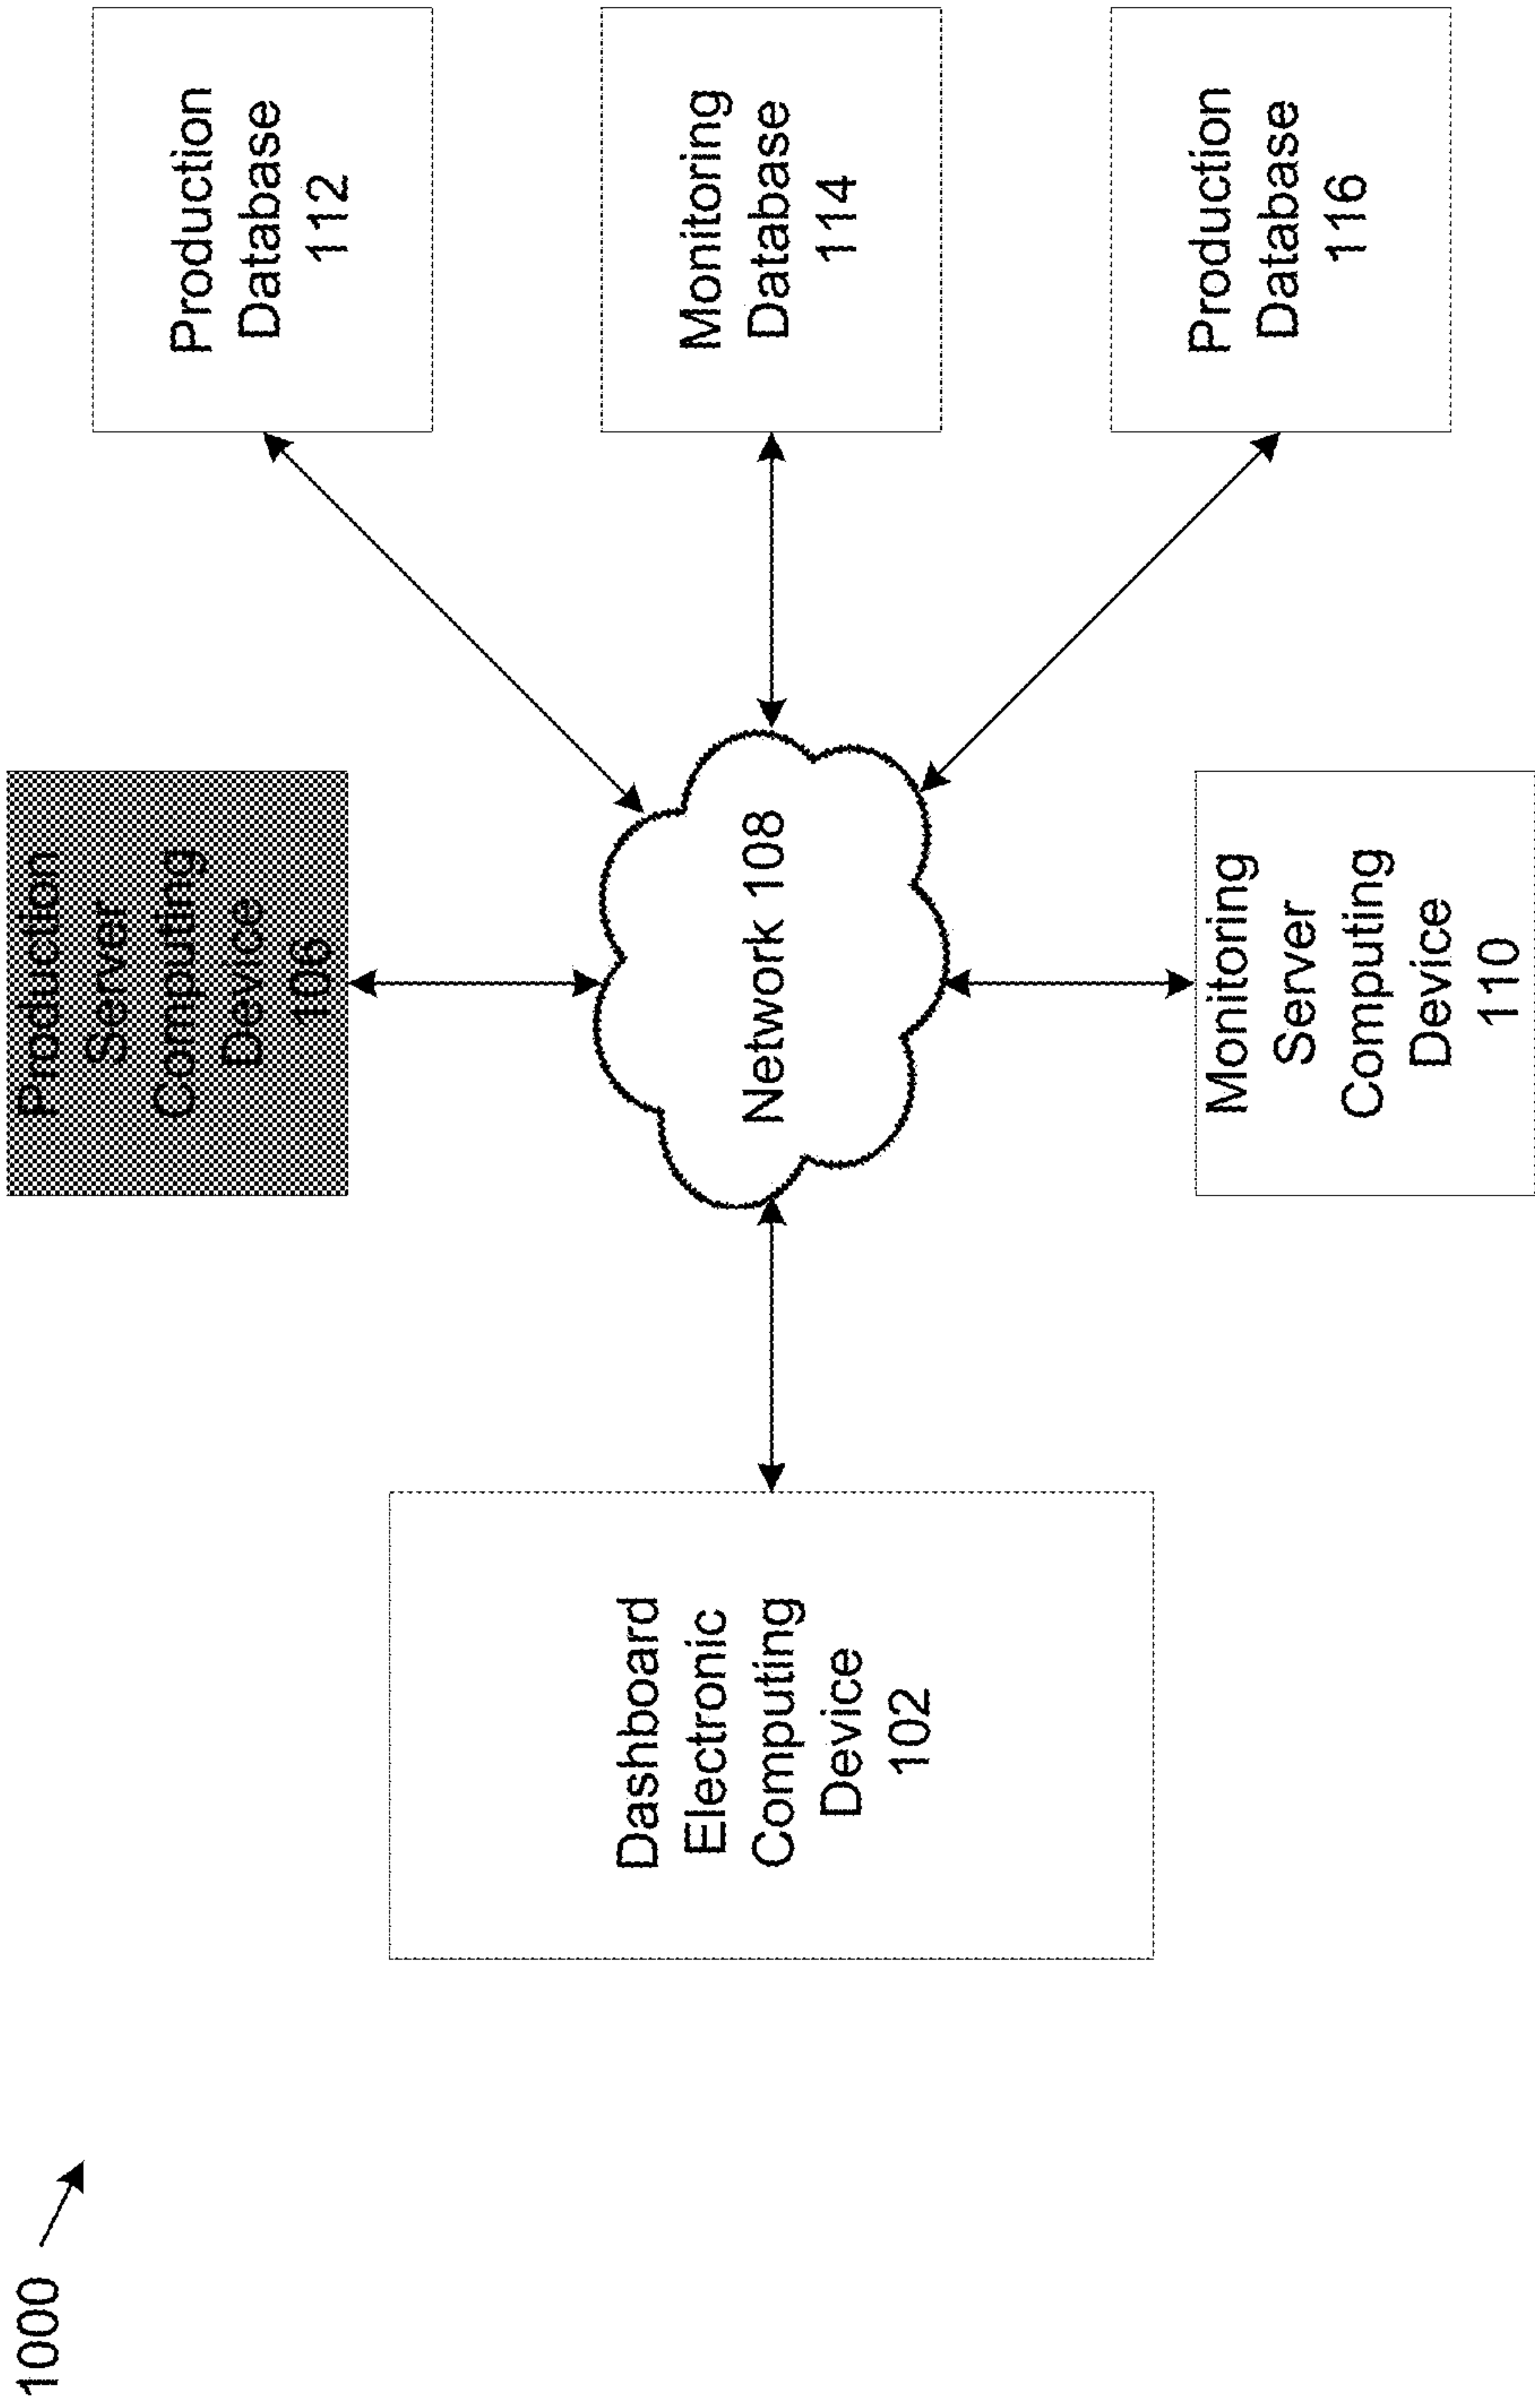 1000
Production
Server
Computing
Device
106
Production
Database
112
Dashboard
Electronic
Computing
Device
102
Network 108
Monitoring
Database
114
Monitoring
Server
Computing
Device
110
Production
Database
116